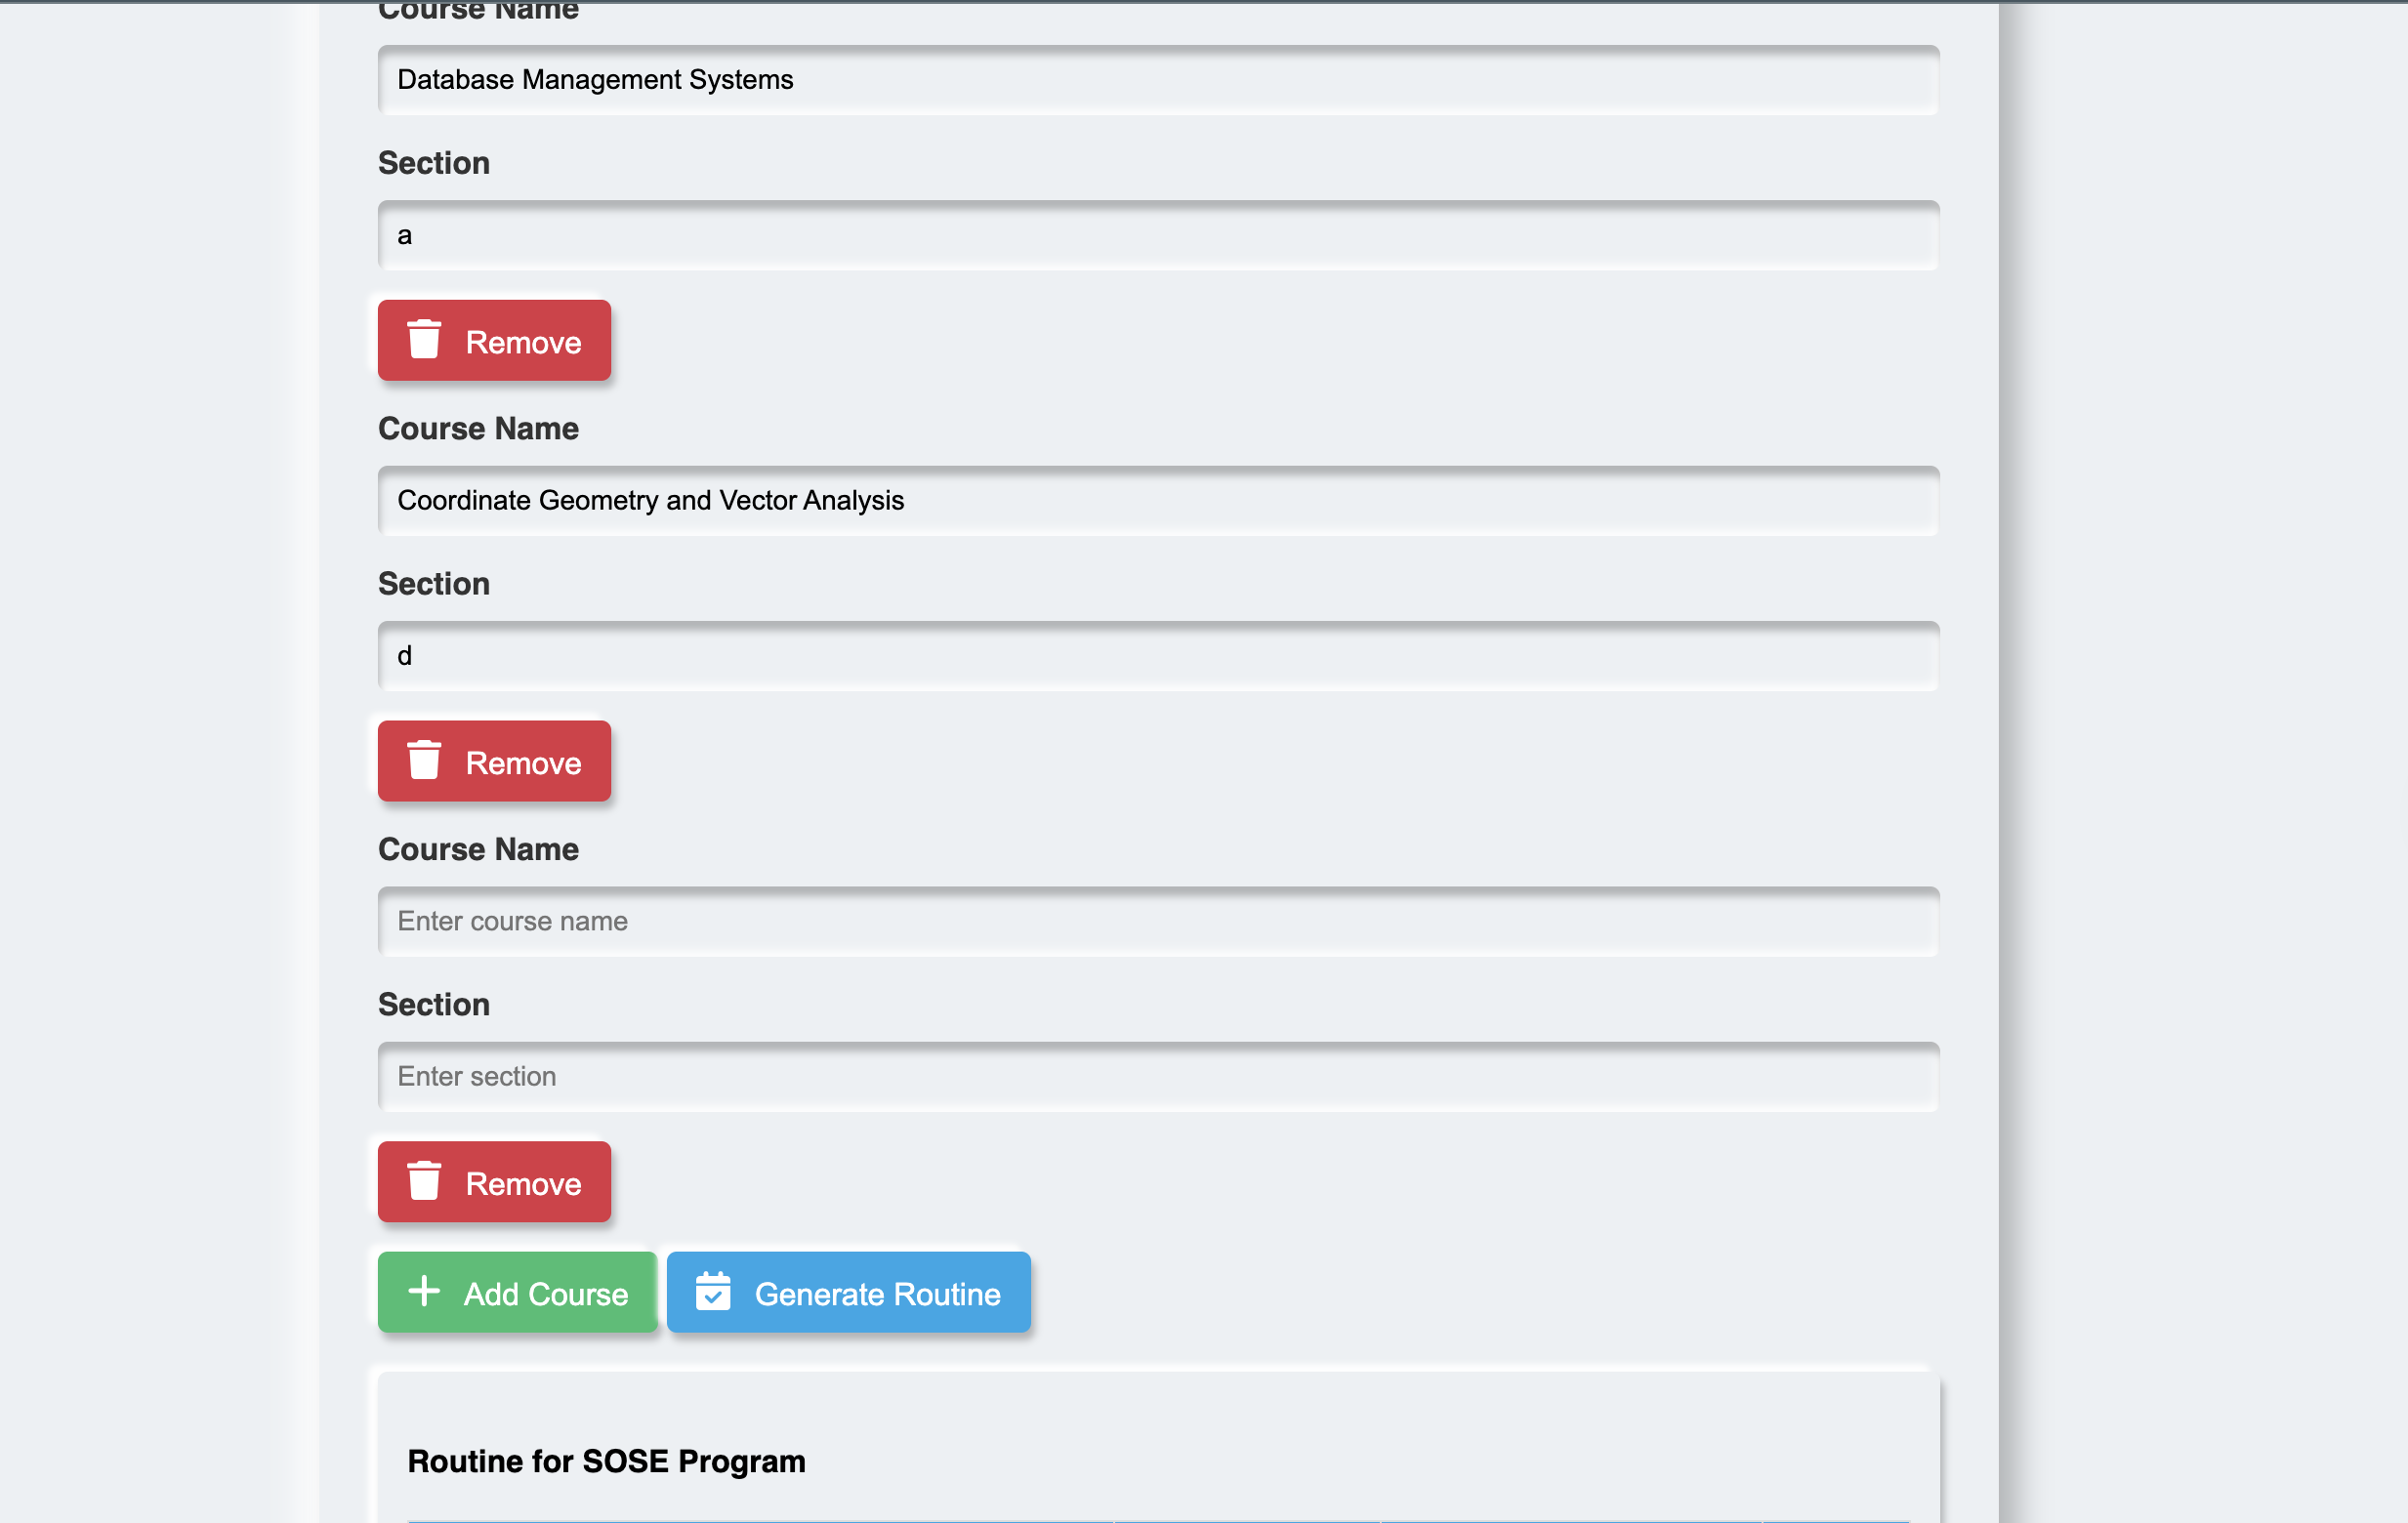 Course Name
Database Management Systems
Section
a
Remove
Course Name
Coordinate Geometry and Vector Analysis
Section
d
Remove
Course Name
Enter course name
Section
Enter section
Remove
Add Course Generate Routine
Routine for SOSE Program